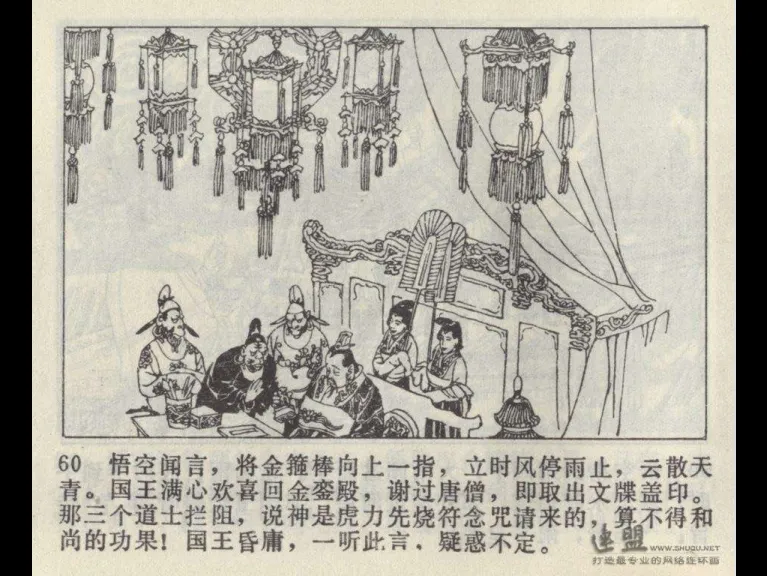 60 悟空闻言，将金箍棒向上一指，立时风停雨止，云散天
青。国王满心欢喜回金銮殿，谢过唐僧，即取出文牒盖印。
那三个道士拦阻，说神是虎力先烧符念咒请来的，算不得和
尚的功果！国王昏庸，一听此言，疑惑不定。
连盟 WWW.SHUQU.NET
打造最专业的网络连环画